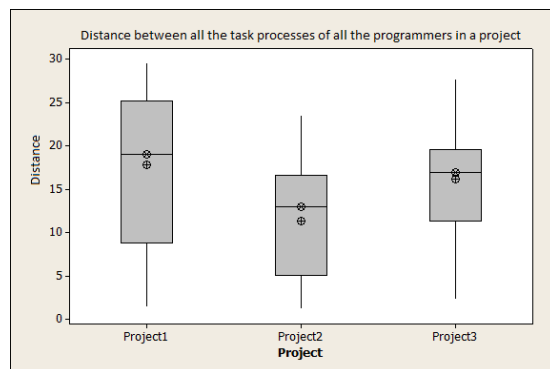 Distance between all the task processes of all the programmers in a project
30
25
20
15
10
5
0
Distance
Project1 Project2 Project3
Project